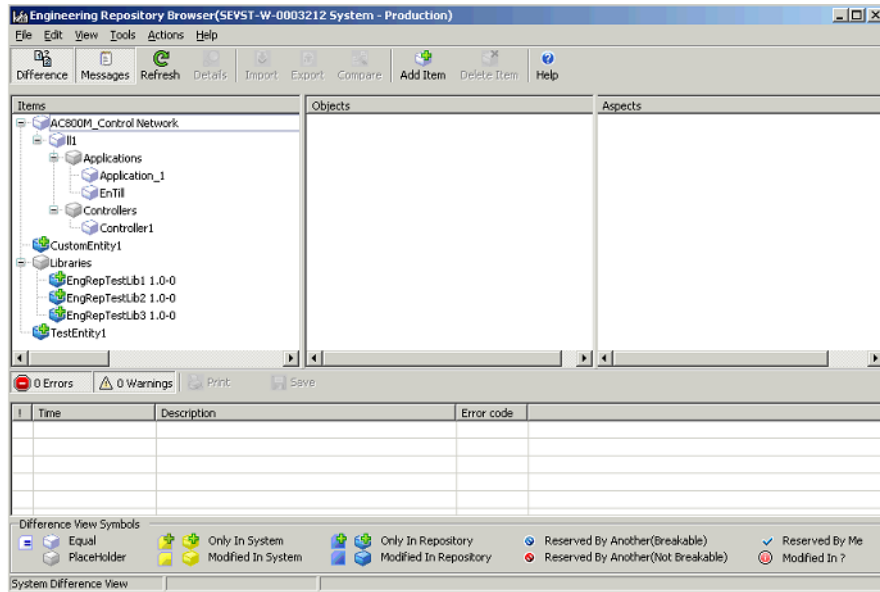 Engineering Repository Browser(SEVST-W-0003212 System - Production)
File Edit View Tools Actions Help
Difference Messages Refresh Details Import Export Compare Add Item Delete Item Help
Items Objects Aspects
AC800M_Control Network
ll1
Applications
Application_1
EnTill
Controllers
Controller1
CustomEntity1
Libraries
EngRepTestLib1 1.0-0
EngRepTestLib2 1.0-0
EngRepTestLib3 1.0-0
TestEntity1
0 Errors 0 Warnings Print Save
! Time Description Error code
Difference View Symbols
Equal Only In System Only In Repository Reserved By Another(Breakable) Reserved By Me
PlaceHolder Modified In System Modified In Repository Reserved By Another(Not Breakable) Modified In ?
System Difference View